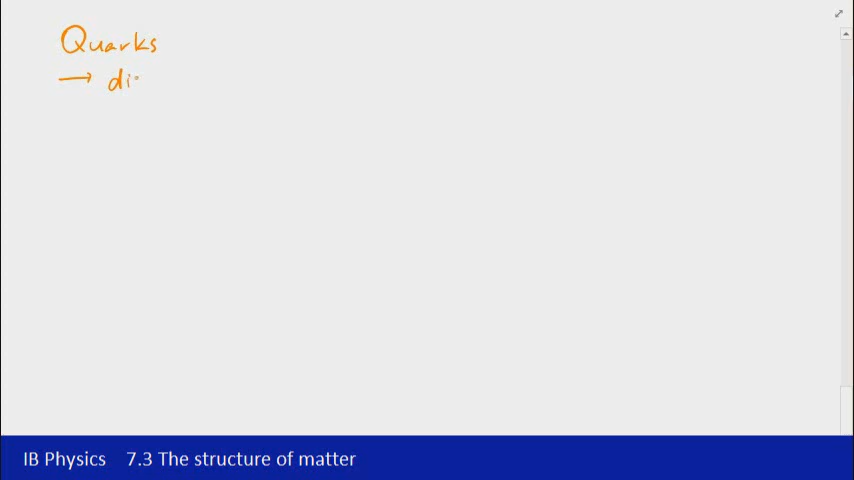 Quarks
→ di
IB Physics 7.3 The structure of matter